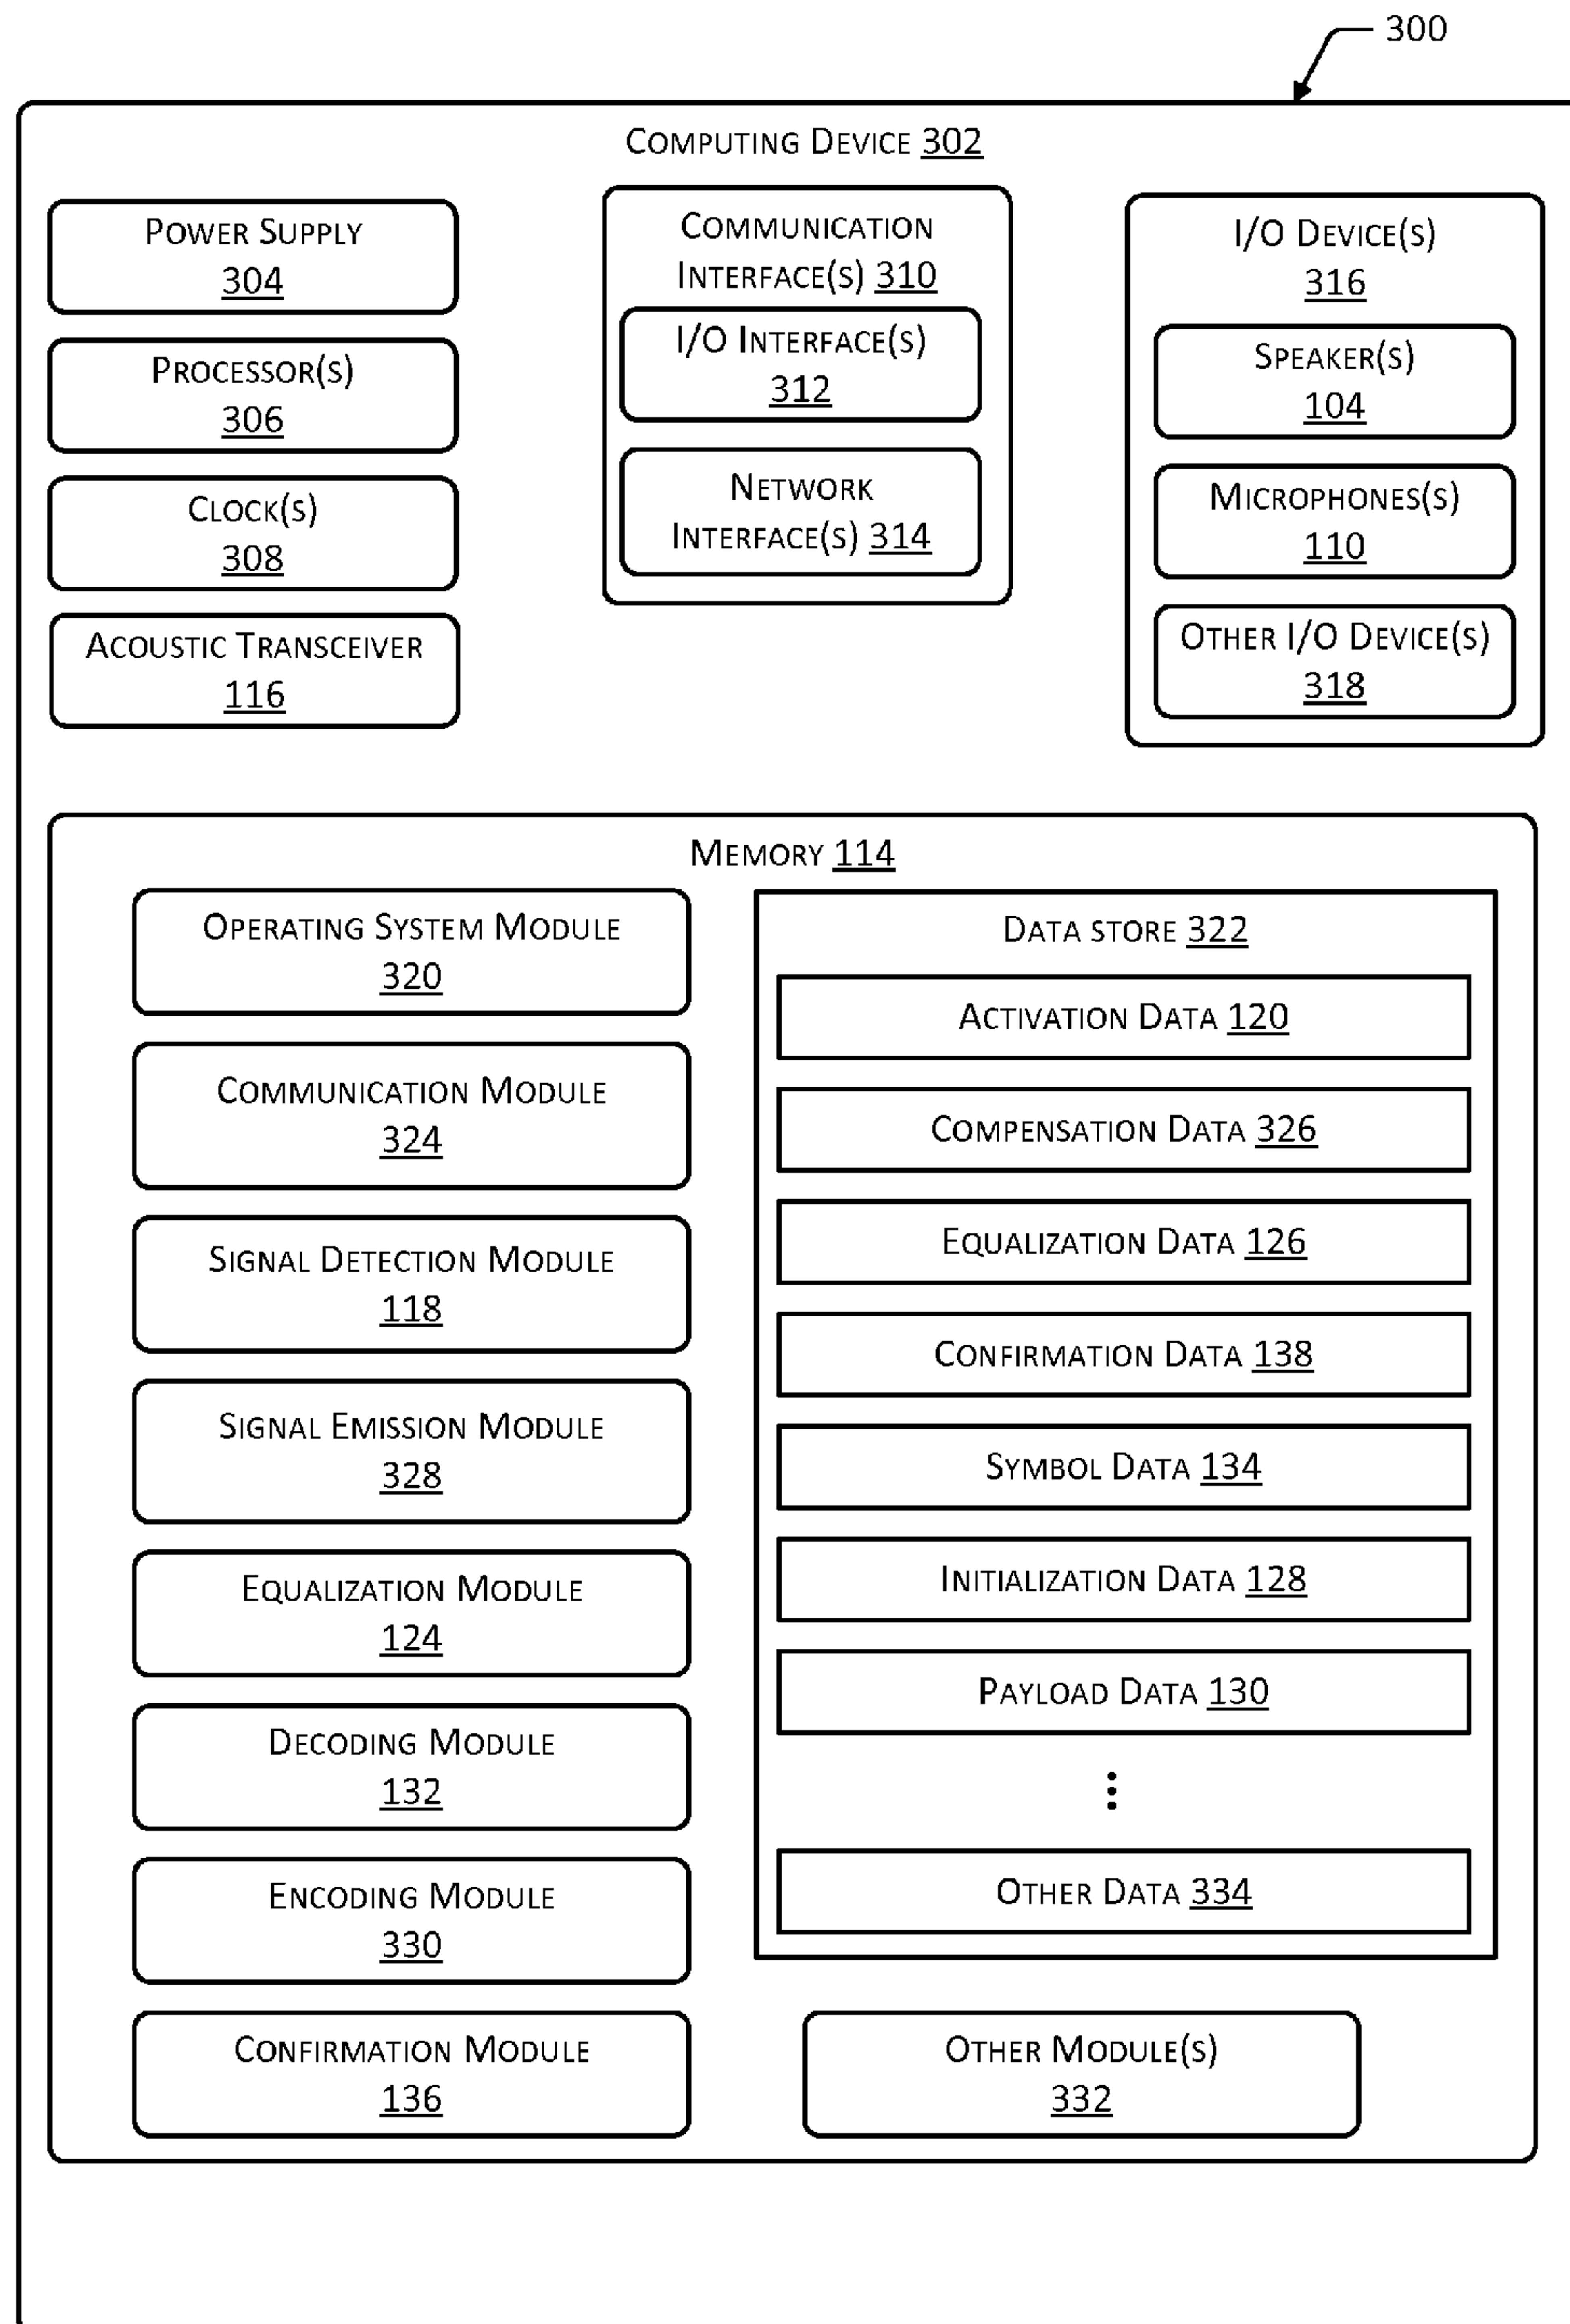 300
COMPUTING DEVICE 302
POWER SUPPLY
304
PROCESSOR(S)
306
CLOCK(S)
308
ACOUSTIC TRANSCEIVER
116
COMMUNICATION
INTERFACE(S) 310
I/O INTERFACE(S)
312
NETWORK
INTERFACE(S) 314
I/O DEVICE(S)
316
SPEAKER(S)
104
MICROPHONES(S)
110
OTHER I/O DEVICE(S)
318
MEMORY 114
OPERATING SYSTEM MODULE
320
COMMUNICATION MODULE
324
SIGNAL DETECTION MODULE
118
SIGNAL EMISSION MODULE
328
EQUALIZATION MODULE
124
DECODING MODULE
132
ENCODING MODULE
330
CONFIRMATION MODULE
136
DATA STORE 322
ACTIVATION DATA 120
COMPENSATION DATA 326
EQUALIZATION DATA 126
CONFIRMATION DATA 138
SYMBOL DATA 134
INITIALIZATION DATA 128
PAYLOAD DATA 130
⋮
OTHER DATA 334
OTHER MODULE(S)
332